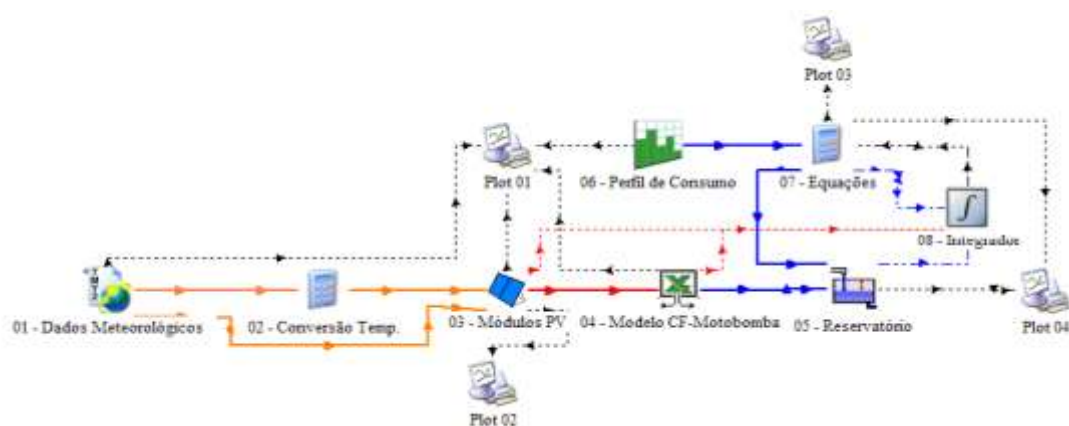 Plot 03
Plot 01
06 - Perfil de Consumo
07 - Equações
08 - Integrador
01 - Dados Meteorológicos
02 - Conversão Temp.
03 - Módulos PV
04 - Modelo CF-Motobomba
05 - Reservatório
Plot 04
Plot 02